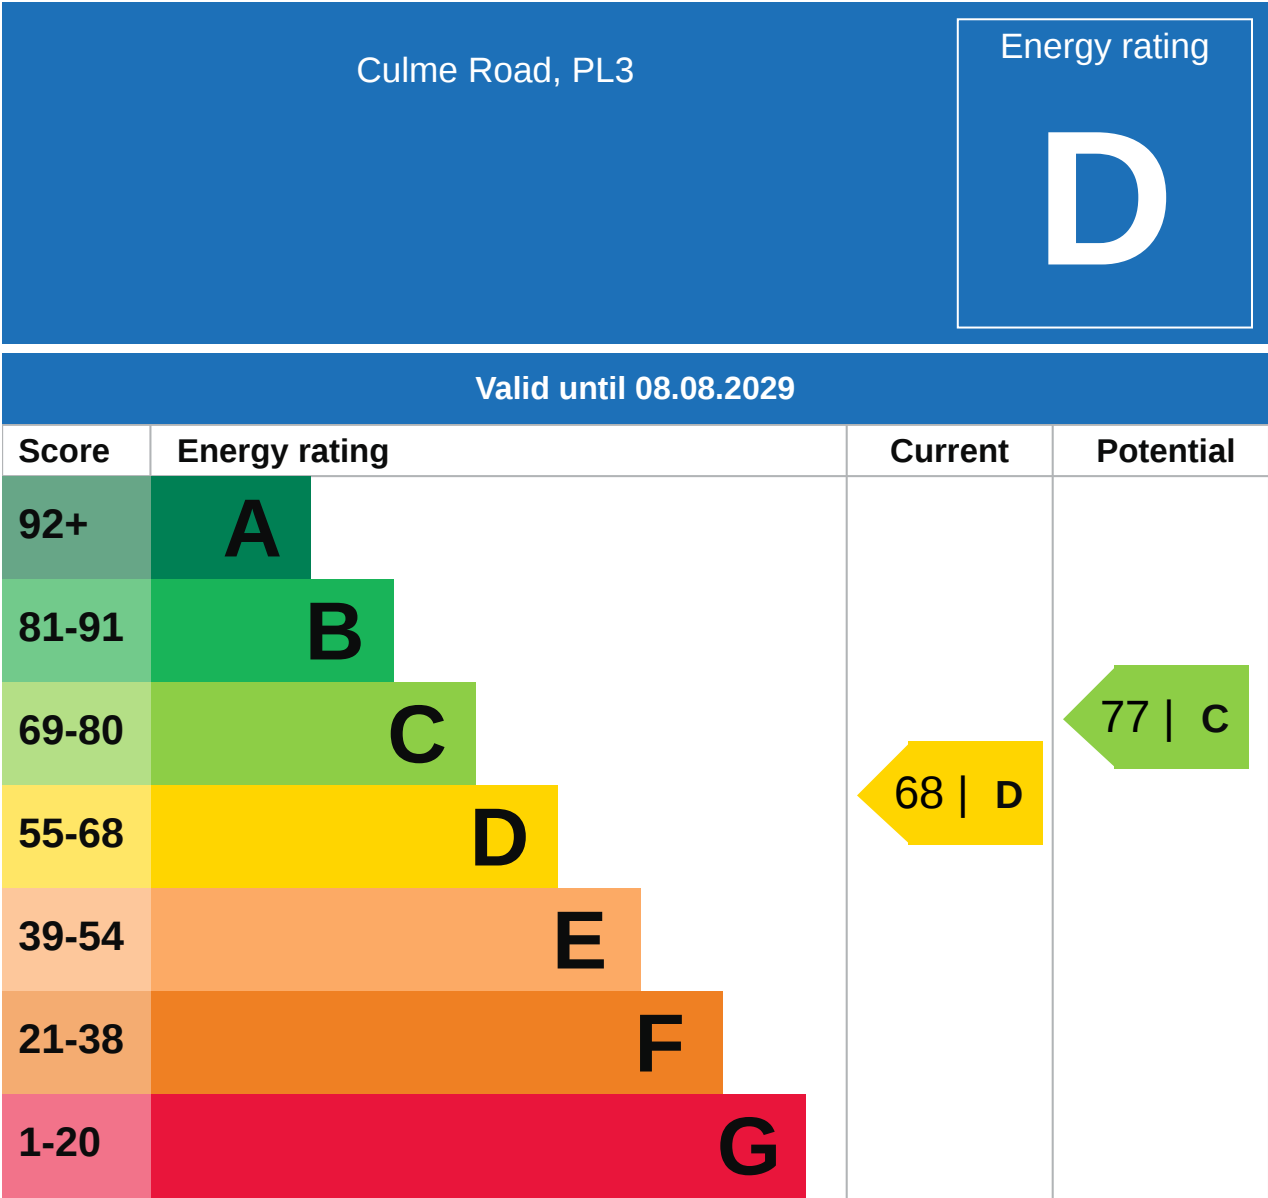 Culme Road, PL3
Energy rating
D
Valid until 08.08.2029
Score Energy rating Current Potential
92+ A
81-91 B
69-80 C
77 | C
68 | D
55-68 D
39-54 E
21-38 F
1-20 G